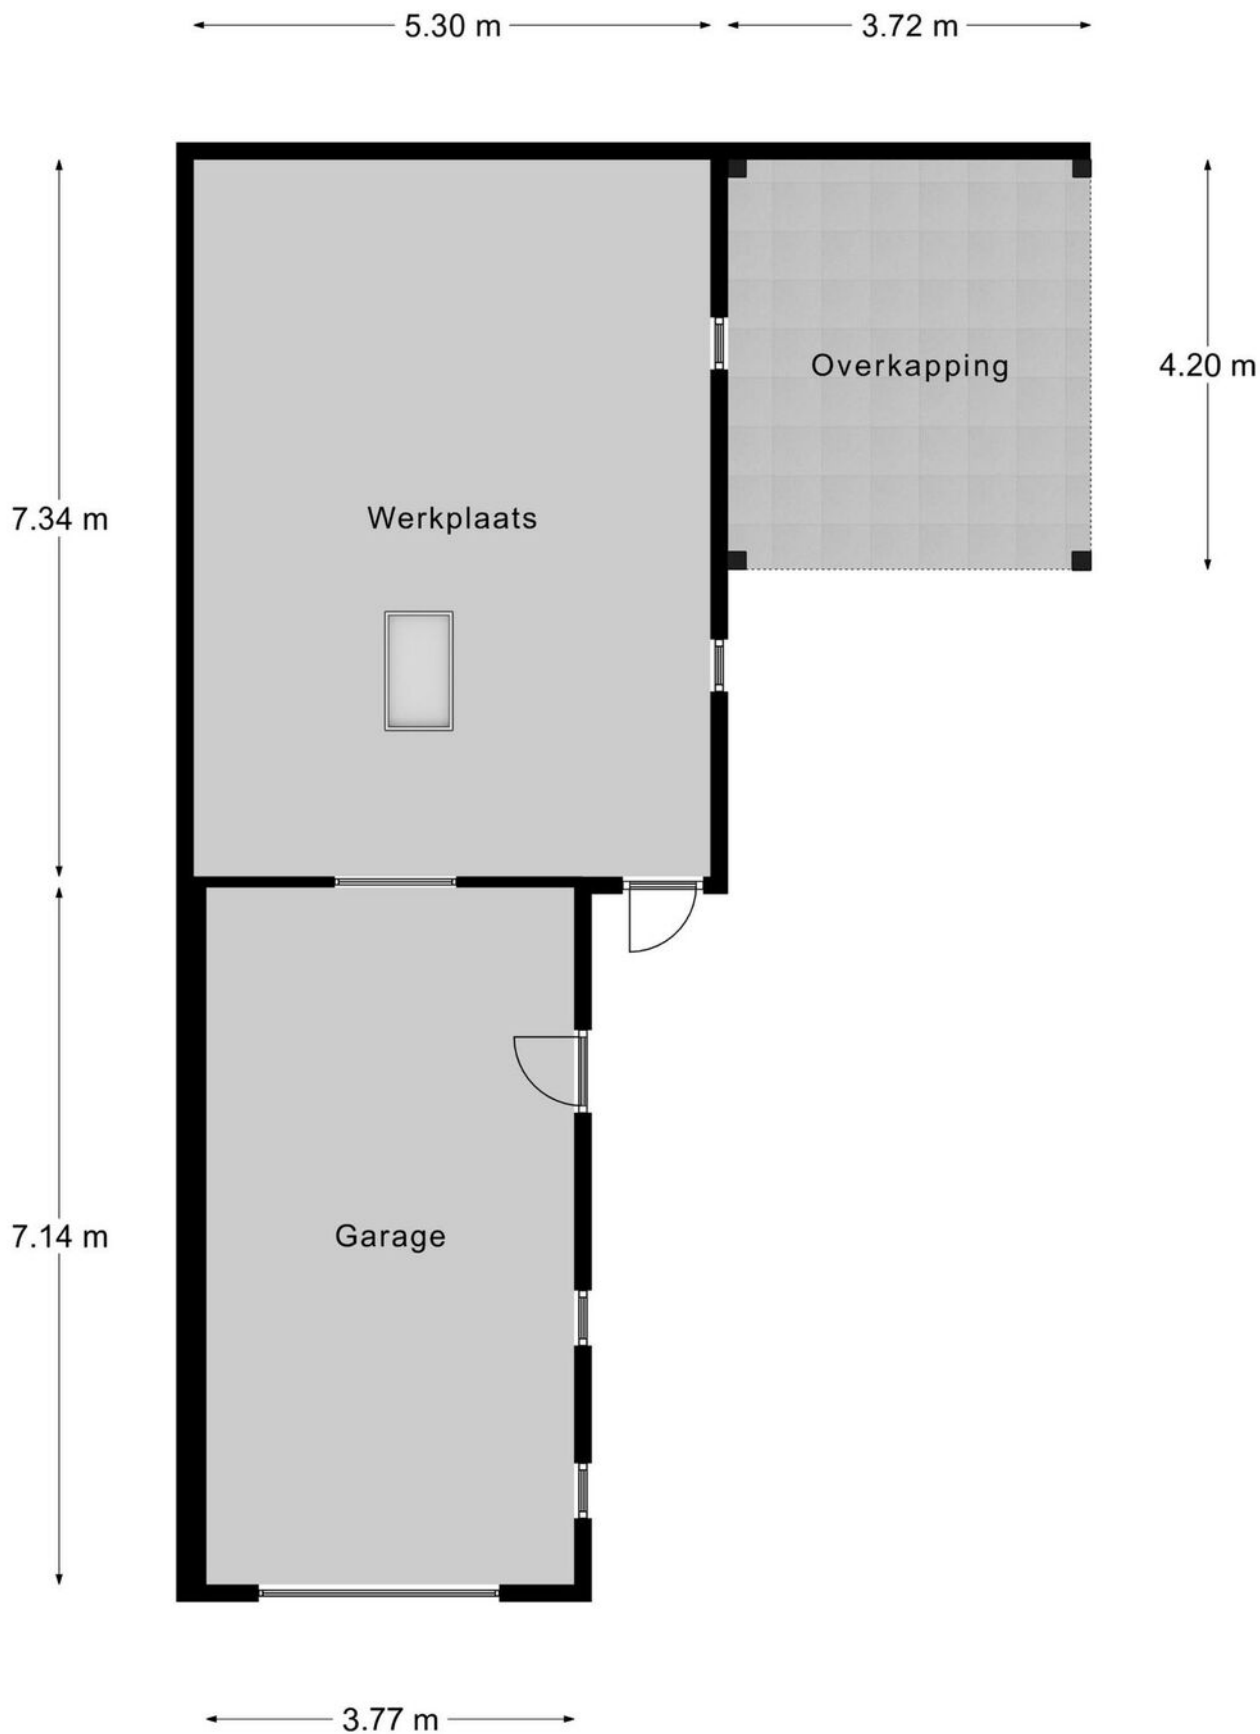 5.30 m
3.72 m
Overkapping
4.20 m
Werkplaats
7.34 m
Garage
7.14 m
3.77 m